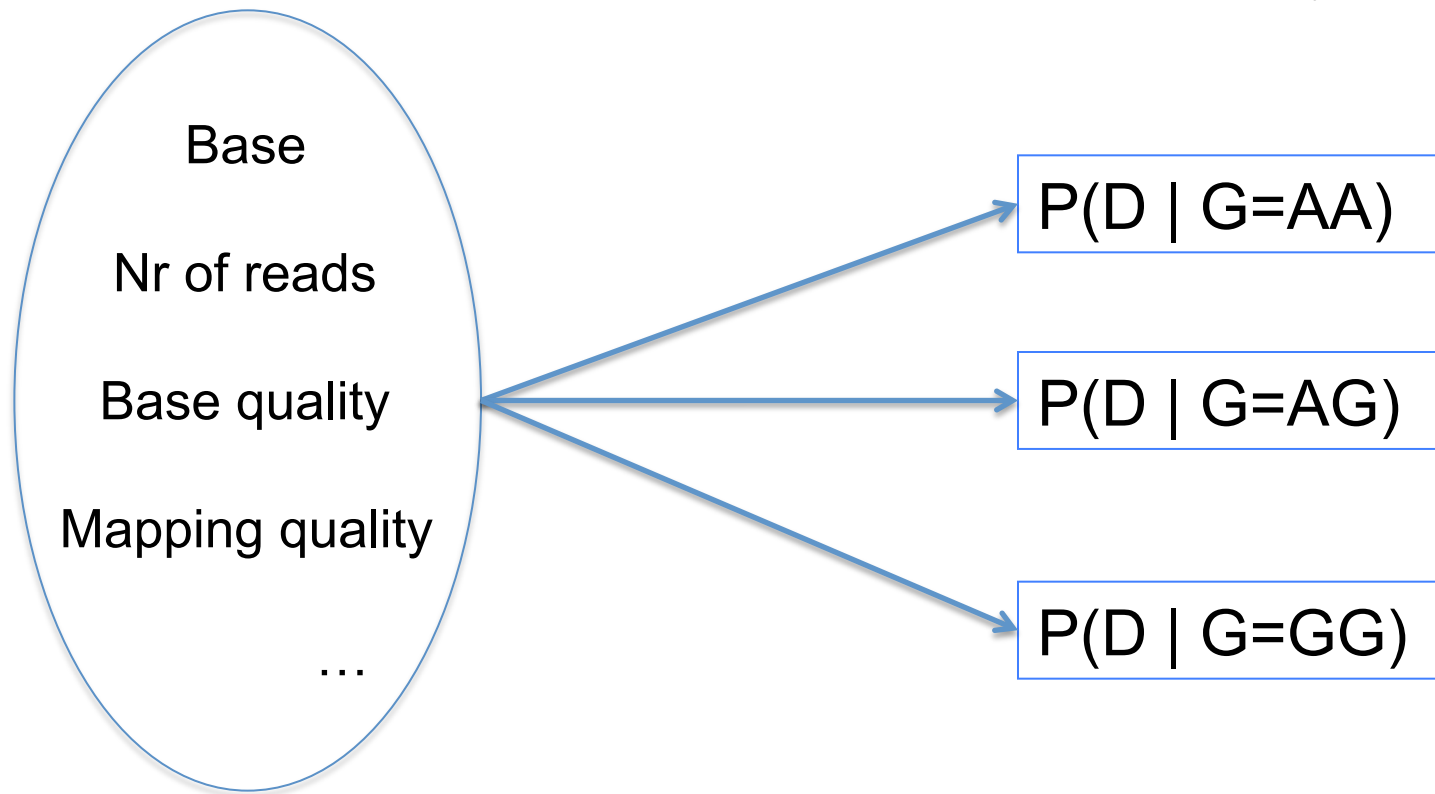 Base
Nr of reads
Base quality
Mapping quality
…
P(D | G=AA)
P(D | G=AG)
P(D | G=GG)